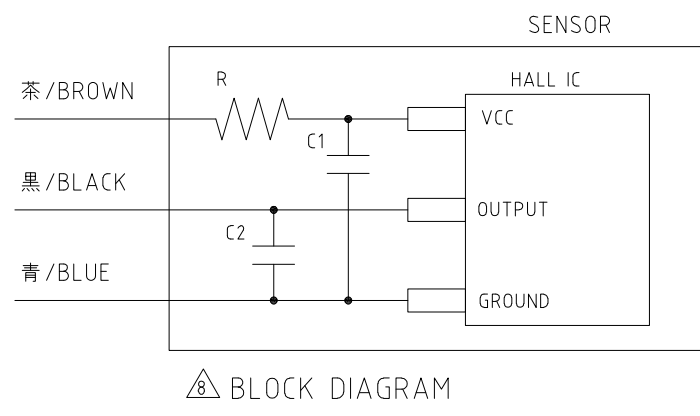 SENSOR
HALL IC
茶/BROWN
R
VCC
C1
黒/BLACK
OUTPUT
C2
青/BLUE
GROUND
8 BLOCK DIAGRAM